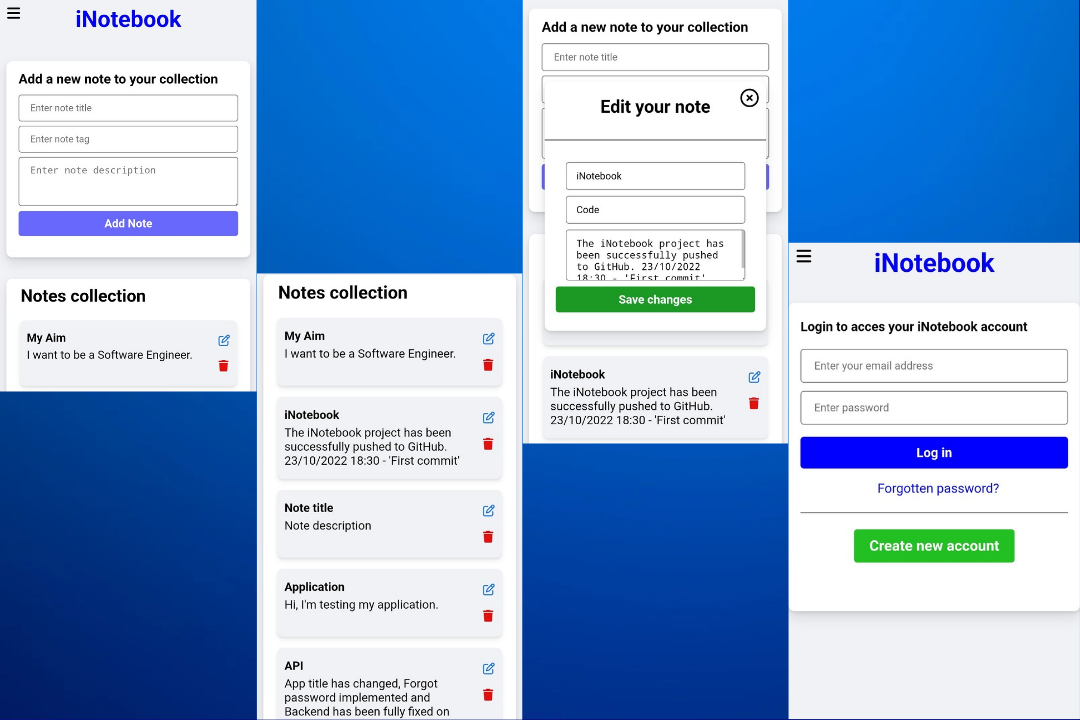 iNotebook
Add a new note to your collection
Enter note title
Enter note tag
Enter note description
Add Note
Notes collection
My Aim
I want to be a Software Engineer.
Notes collection
My Aim
I want to be a Software Engineer.
iNotebook
The iNotebook project has been
successfully pushed to GitHub.
23/10/2022 18:30 - 'First commit'
Note title
Note description
Application
Hi, I'm testing my application.
API
App title has changed, Forgot
password implemented and
Backend has been fully fixed on
Add a new note to your collection
Enter note title
Edit your note
iNotebook
Code
The iNotebook project has
been successfully pushed
to GitHub. 23/10/2022
18:30 - 'First commit'
Save changes
iNotebook
The iNotebook project has been
successfully pushed to GitHub.
23/10/2022 18:30 - 'First commit'
iNotebook
Login to acces your iNotebook account
Enter your email address
Enter password
Log in
Forgotten password?
Create new account